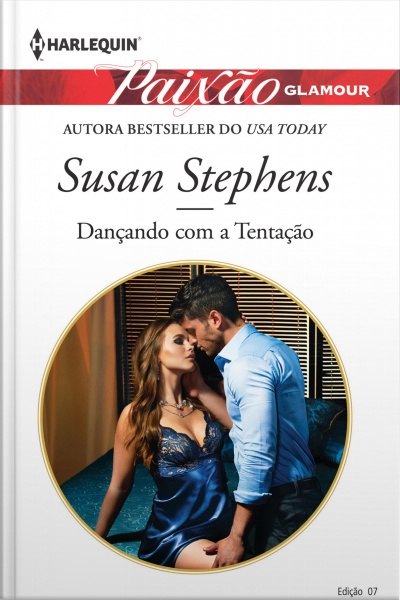 HARLEQUIN®
Paixão GLAMOUR
AUTORA BESTSELLER DO USA TODAY
Susan Stephens
Dançando com a Tentação
Edição 07